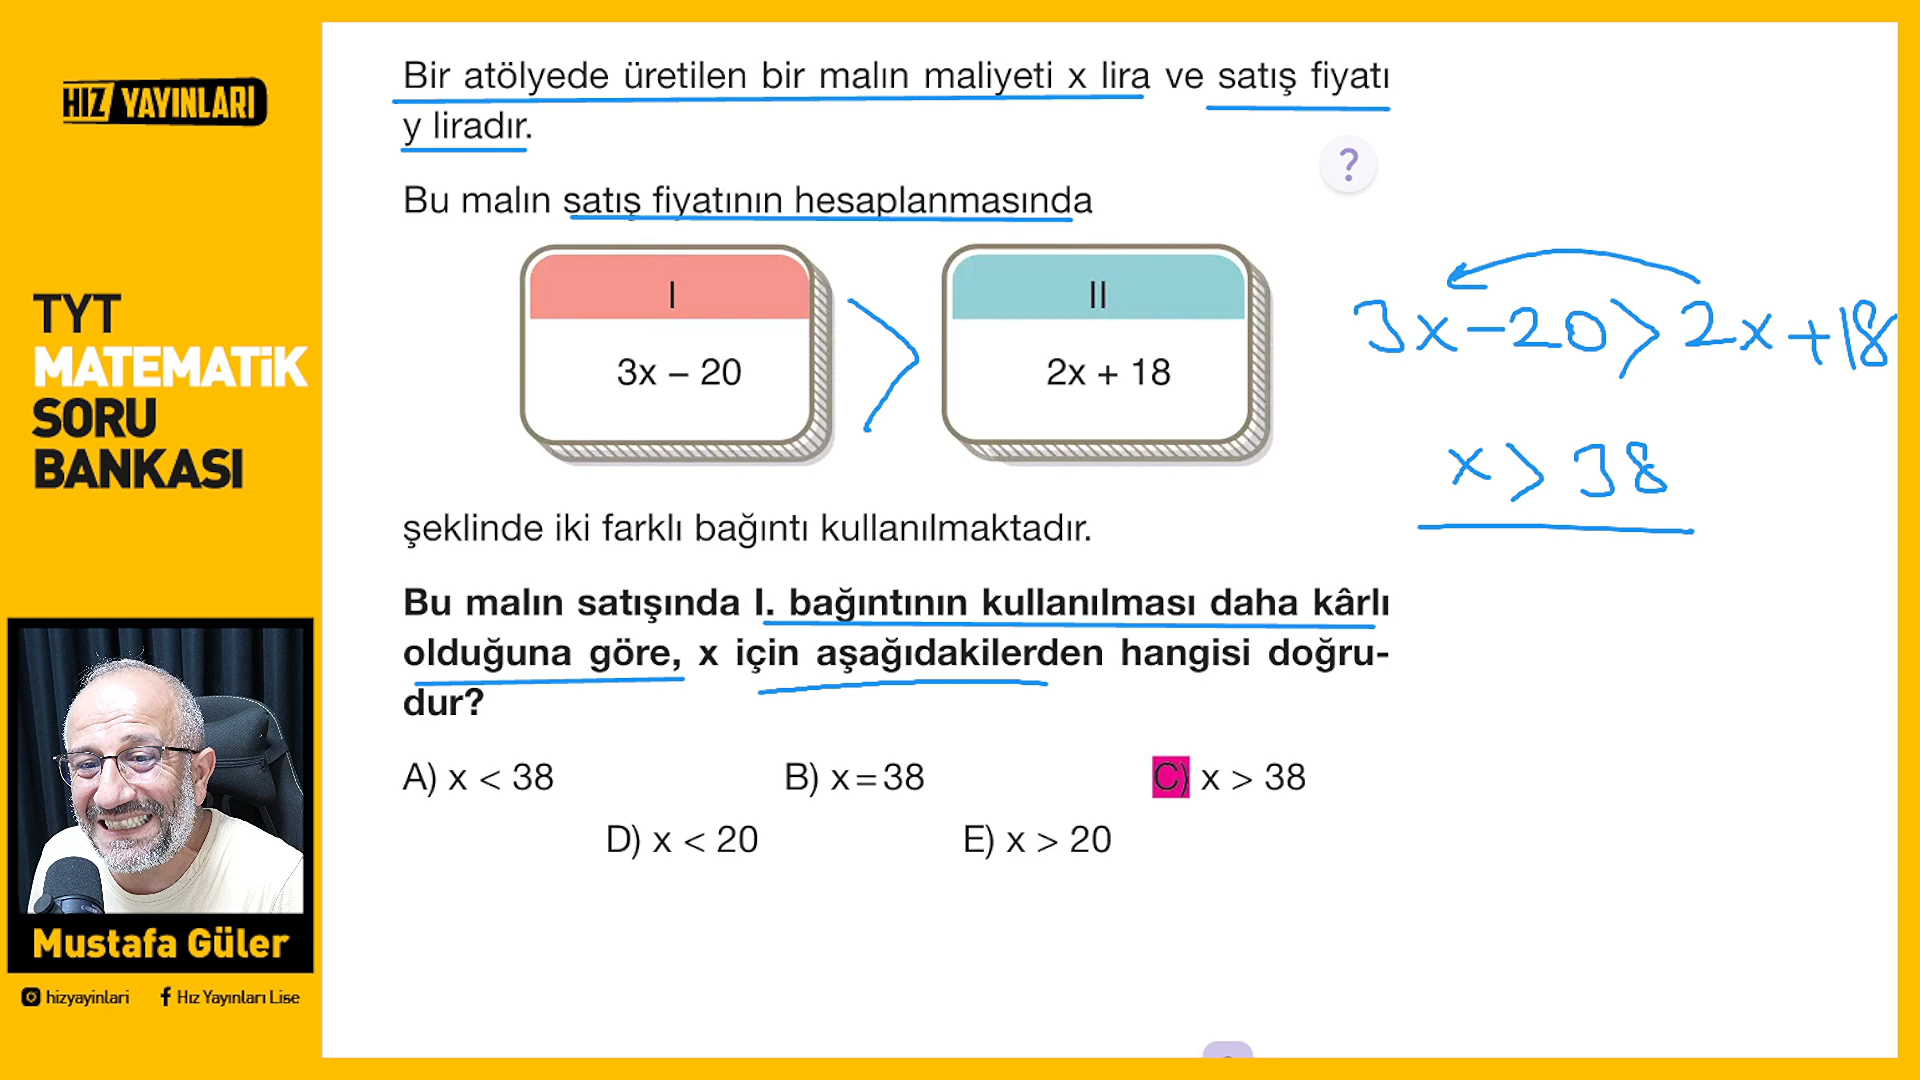 HIZ YAYINLARI
TYT
MATEMATİK
SORU
BANKASI
Mustafa Güler
hizyayinlari
Hız Yayınları Lise
Bir atölyede üretilen bir malın maliyeti x lira ve satış fiyatı
y liradır.
?
Bu malın satış fiyatının hesaplanmasında
I
3x – 20
>
II
2x + 18
3x – 20 > 2x + 18
x > 38
şeklinde iki farklı bağıntı kullanılmaktadır.
Bu malın satışında I. bağıntının kullanılması daha kârlı
olduğuna göre, x için aşağıdakilerden hangisi doğru-
dur?
A) x < 38 B) x = 38 C) x > 38
D) x < 20 E) x > 20